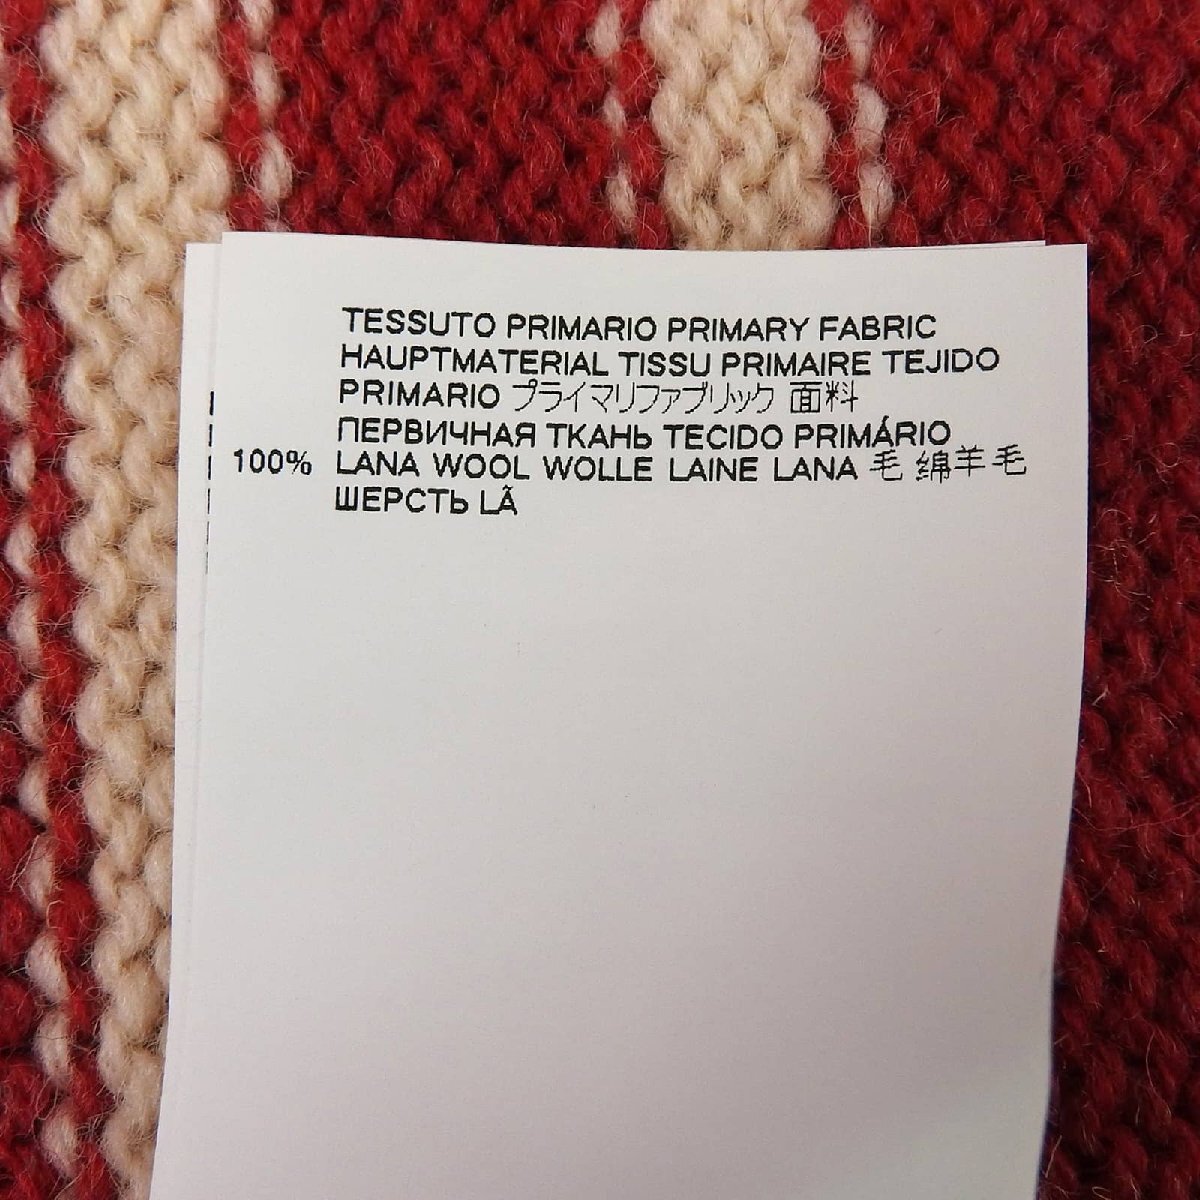 TESSUTO PRIMARIO PRIMARY FABRIC
HAUPTMATERIAL TISSU PRIMAIRE TEJIDO
PRIMARIO プライマリファブリック 面料
ПЕРВИЧНАЯ ТКАНЬ TECIDO PRIMÁRIO
100% LANA WOOL WOLLE LAINE LANA 毛 绵羊毛
ШЕРСТЬ LÃ